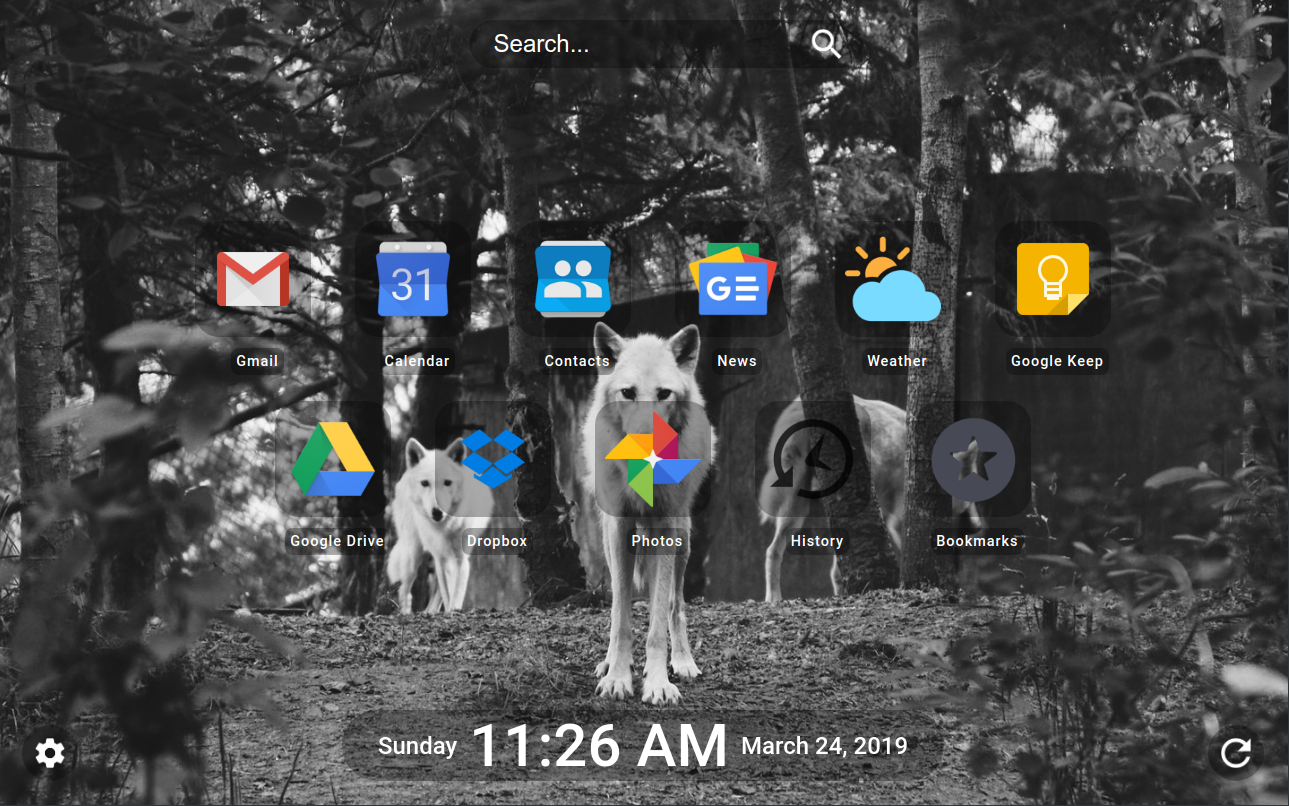 Search...
31
GE
Gmail
Calendar
Contacts
News
Weather
Google Keep
Google Drive
Dropbox
Photos
History
Bookmarks
Sunday 11:26 AM March 24, 2019